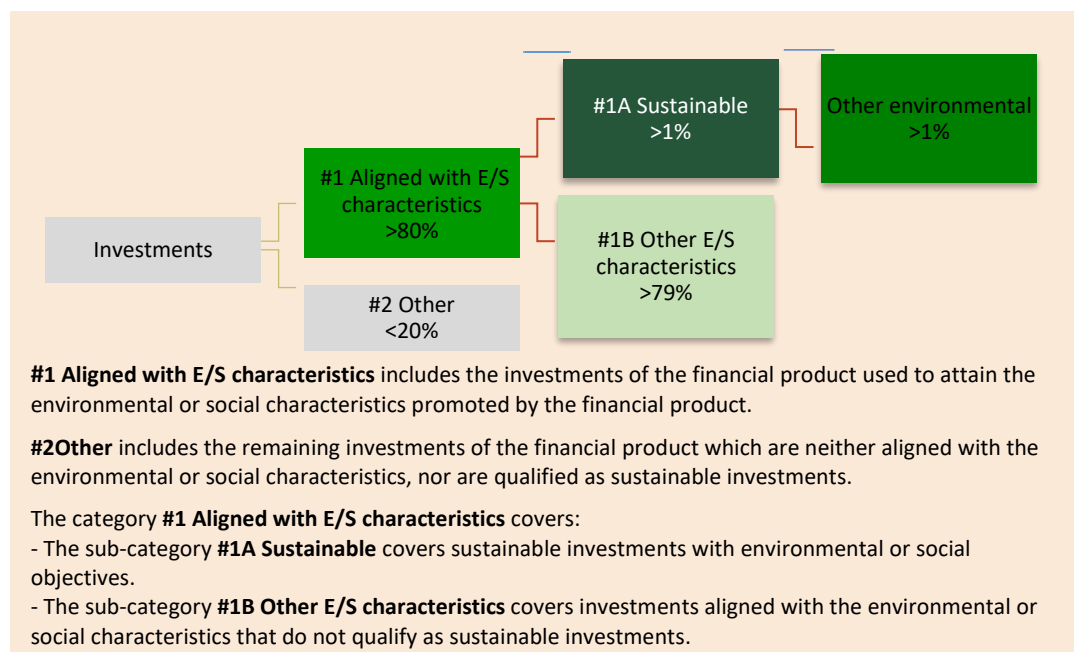 #1A Sustainable
>1%
Other environmental
>1%
#1 Aligned with E/S
characteristics
>80%
Investments
#1B Other E/S
characteristics
>79%
#2 Other
<20%
#1 Aligned with E/S characteristics includes the investments of the financial product used to attain the
environmental or social characteristics promoted by the financial product.
#2Other includes the remaining investments of the financial product which are neither aligned with the
environmental or social characteristics, nor are qualified as sustainable investments.
The category #1 Aligned with E/S characteristics covers:
- The sub-category #1A Sustainable covers sustainable investments with environmental or social
objectives.
- The sub-category #1B Other E/S characteristics covers investments aligned with the environmental or
social characteristics that do not qualify as sustainable investments.